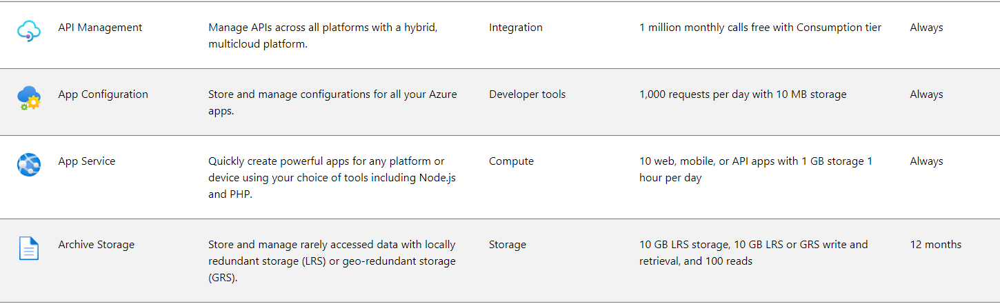 API Management
Manage APIs across all platforms with a hybrid,
multicloud platform.
Integration
1 million monthly calls free with Consumption tier
Always
App Configuration
Store and manage configurations for all your Azure
apps.
Developer tools
1,000 requests per day with 10 MB storage
Always
App Service
Quickly create powerful apps for any platform or
device using your choice of tools including Node.js
and PHP.
Compute
10 web, mobile, or API apps with 1 GB storage 1
hour per day
Always
Archive Storage
Store and manage rarely accessed data with locally
redundant storage (LRS) or geo-redundant storage
(GRS).
Storage
10 GB LRS storage, 10 GB LRS or GRS write and
retrieval, and 100 reads
12 months